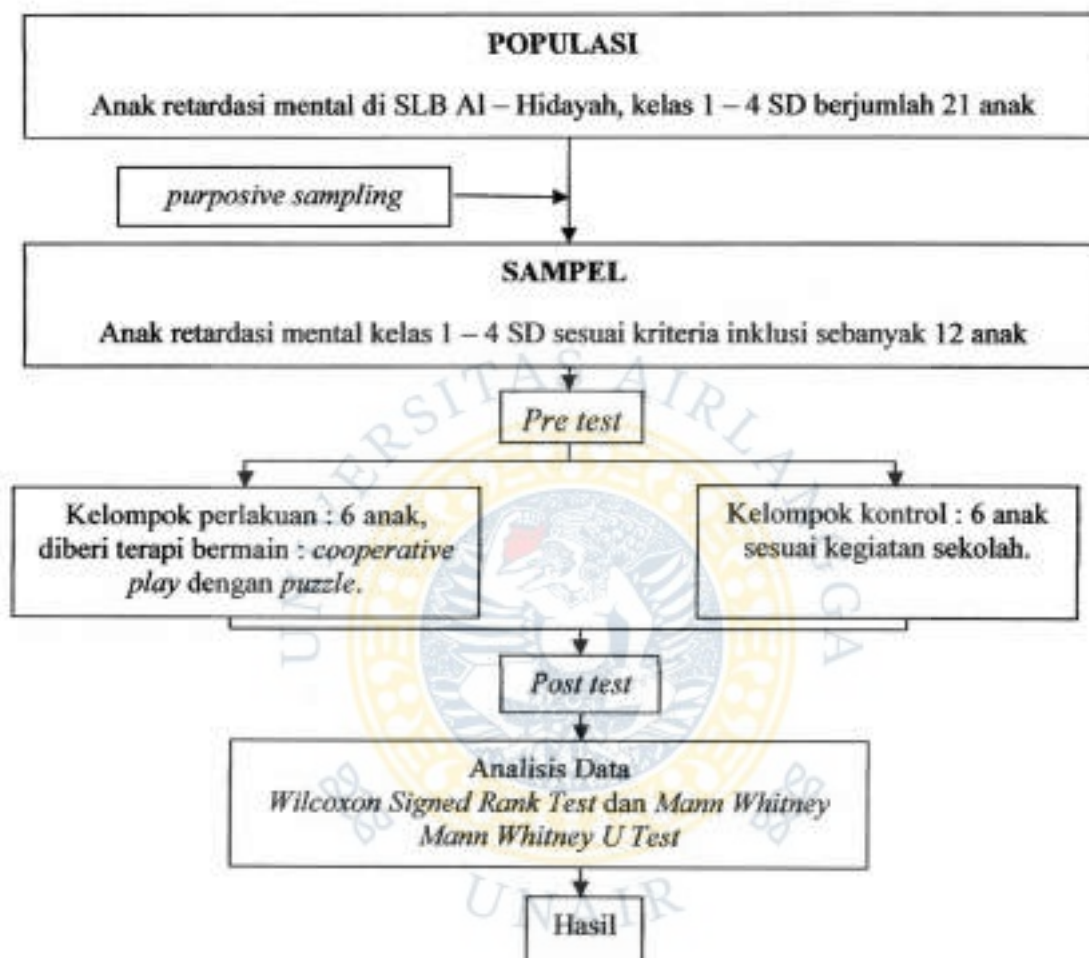 POPULASI
Anak retardasi mental di SLB Al – Hidayah, kelas 1 – 4 SD berjumlah 21 anak
purposive sampling
SAMPEL
Anak retardasi mental kelas 1 – 4 SD sesuai kriteria inklusi sebanyak 12 anak
Pre test
Kelompok perlakuan : 6 anak,
diberi terapi bermain : cooperative
play dengan puzzle.
Kelompok kontrol : 6 anak
sesuai kegiatan sekolah.
Post test
Analisis Data
Wilcoxon Signed Rank Test dan Mann Whitney
Mann Whitney U Test
Hasil
UNIVERSITAS AIRLANGGA
UNAIR